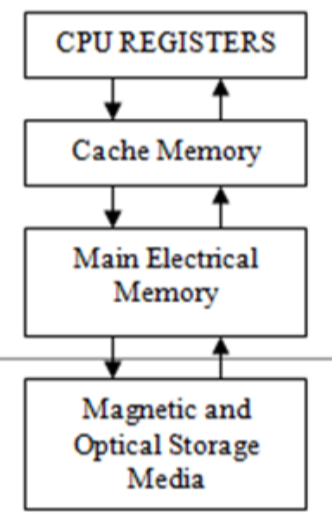 CPU REGISTERS
Cache Memory
Main Electrical
Memory
Magnetic and
Optical Storage
Media